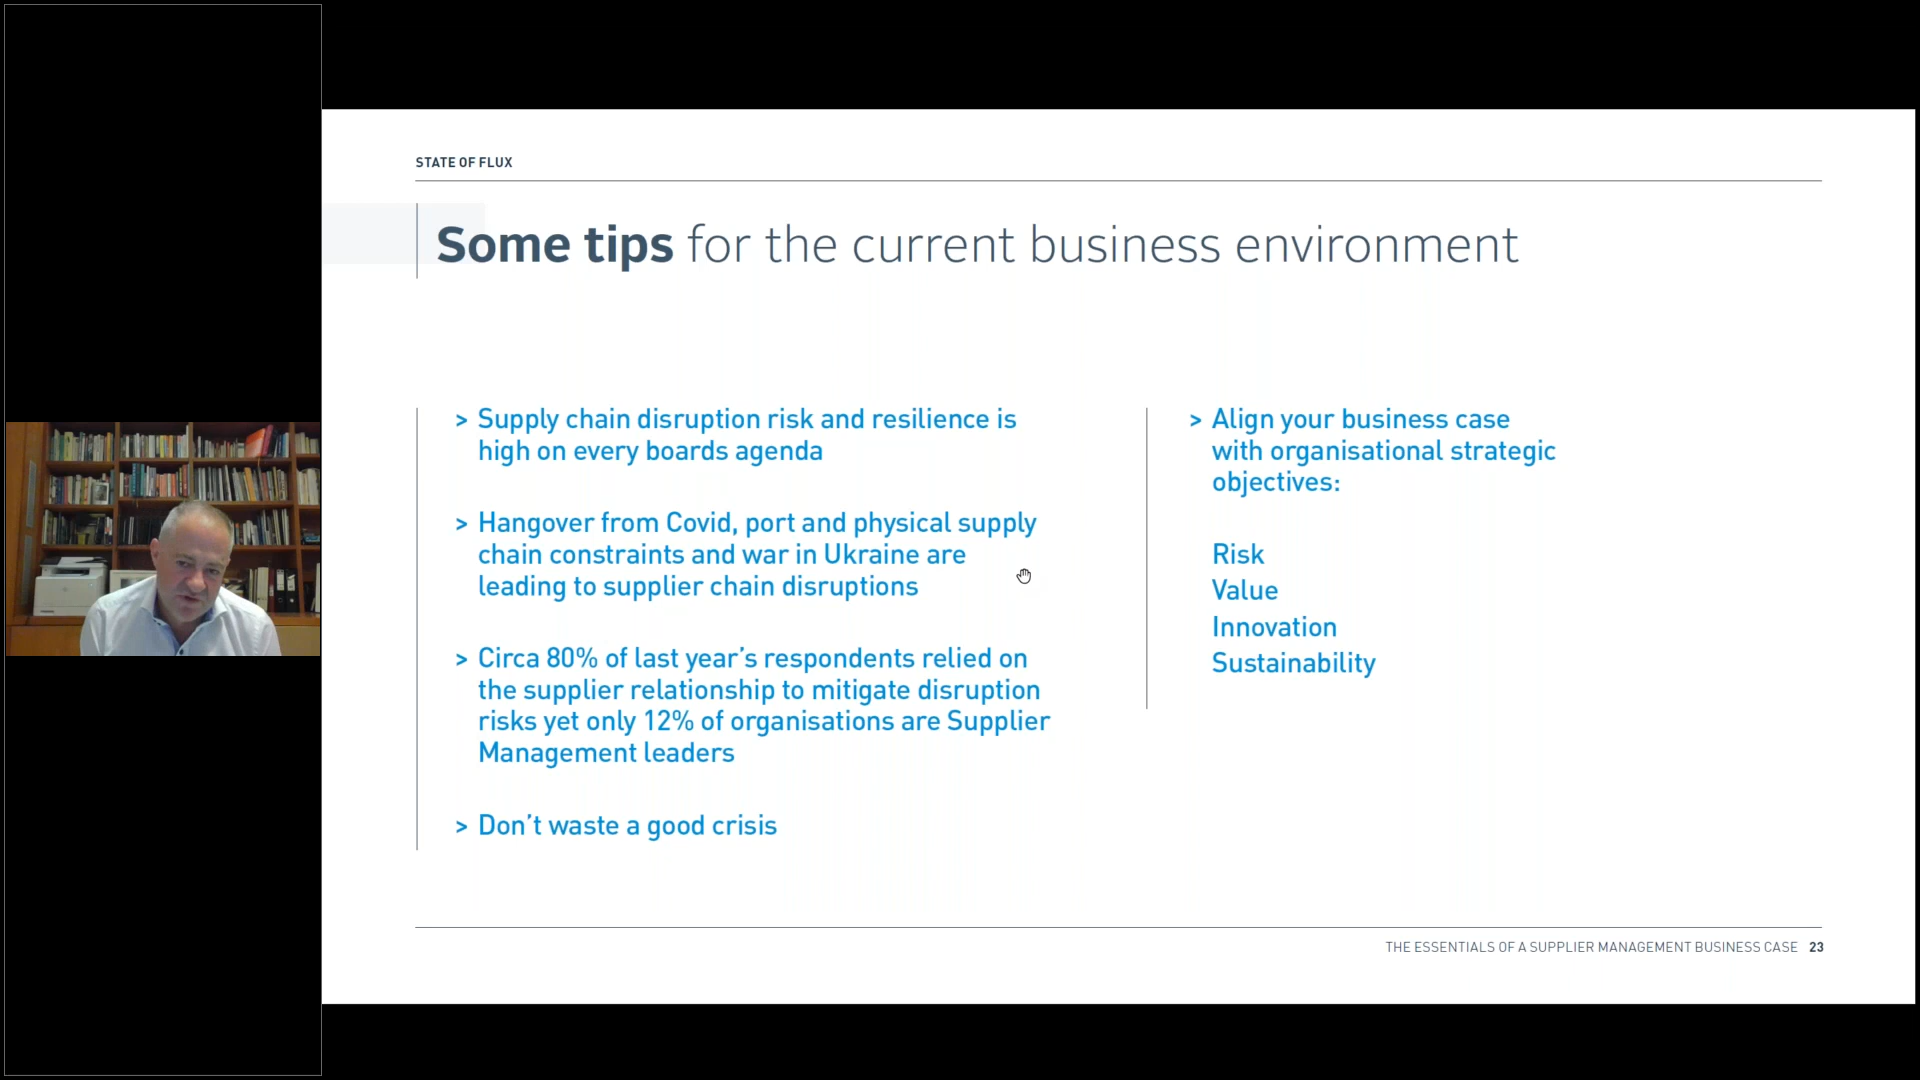 STATE OF FLUX
Some tips for the current business environment
> Supply chain disruption risk and resilience is
high on every boards agenda
> Hangover from Covid, port and physical supply
chain constraints and war in Ukraine are
leading to supplier chain disruptions
> Circa 80% of last year’s respondents relied on
the supplier relationship to mitigate disruption
risks yet only 12% of organisations are Supplier
Management leaders
> Don’t waste a good crisis
> Align your business case
with organisational strategic
objectives:
Risk
Value
Innovation
Sustainability
THE ESSENTIALS OF A SUPPLIER MANAGEMENT BUSINESS CASE 23